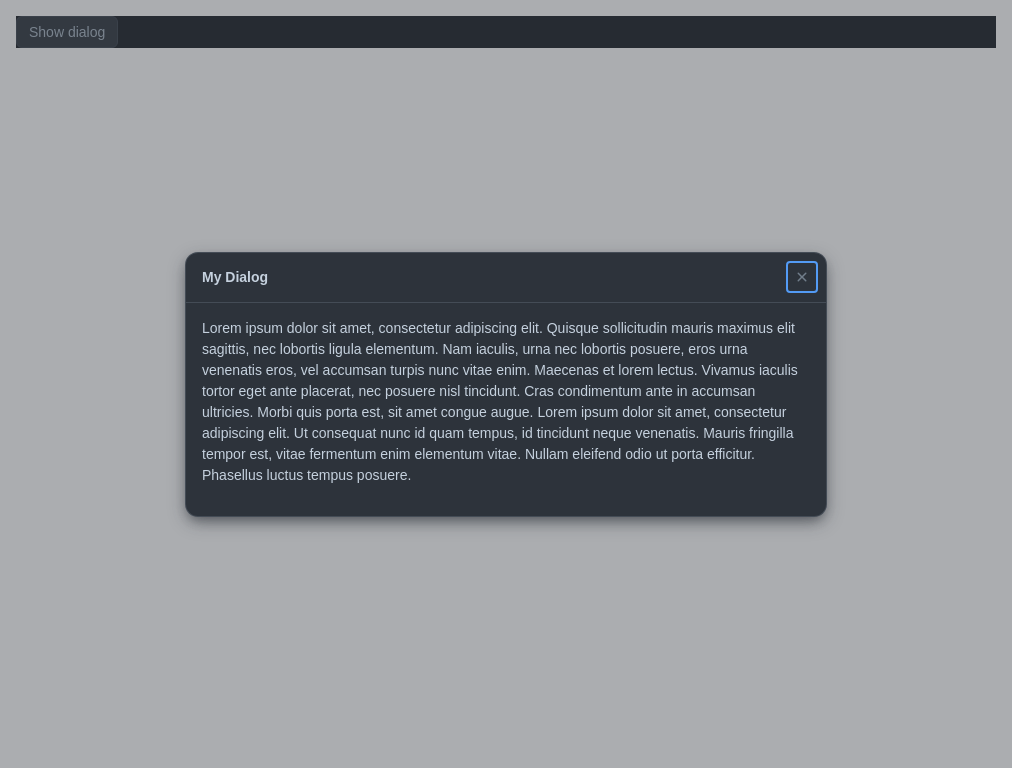 Show dialog
My Dialog
Lorem ipsum dolor sit amet, consectetur adipiscing elit. Quisque sollicitudin mauris maximus elit
sagittis, nec lobortis ligula elementum. Nam iaculis, urna nec lobortis posuere, eros urna
venenatis eros, vel accumsan turpis nunc vitae enim. Maecenas et lorem lectus. Vivamus iaculis
tortor eget ante placerat, nec posuere nisl tincidunt. Cras condimentum ante in accumsan
ultricies. Morbi quis porta est, sit amet congue augue. Lorem ipsum dolor sit amet, consectetur
adipiscing elit. Ut consequat nunc id quam tempus, id tincidunt neque venenatis. Mauris fringilla
tempor est, vitae fermentum enim elementum vitae. Nullam eleifend odio ut porta efficitur.
Phasellus luctus tempus posuere.